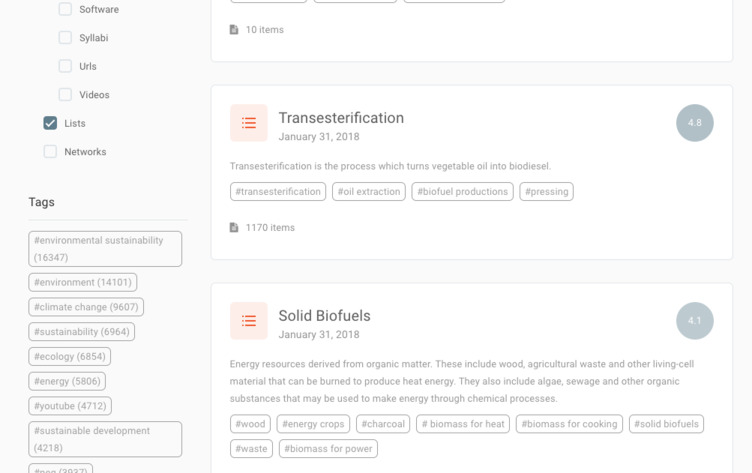 Software
Syllabi
Urls
Videos
Lists
Networks
Tags
#environmental sustainability
(16347)
#environment (14101)
#climate change (9607)
#sustainability (6964)
#ecology (6854)
#energy (5806)
#youtube (4712)
#sustainable development
(4218)
10 items
Transesterification
January 31, 2018
4.8
Transesterification is the process which turns vegetable oil into biodiesel.
#transesterification #oil extraction #biofuel productions #pressing
1170 items
Solid Biofuels
January 31, 2018
4.1
Energy resources derived from organic matter. These include wood, agricultural waste and other living-cell
material that can be burned to produce heat energy. They also include algae, sewage and other organic
substances that may be used to make energy through chemical processes.
#wood #energy crops #charcoal # biomass for heat #biomass for cooking #solid biofuels
#waste #biomass for power